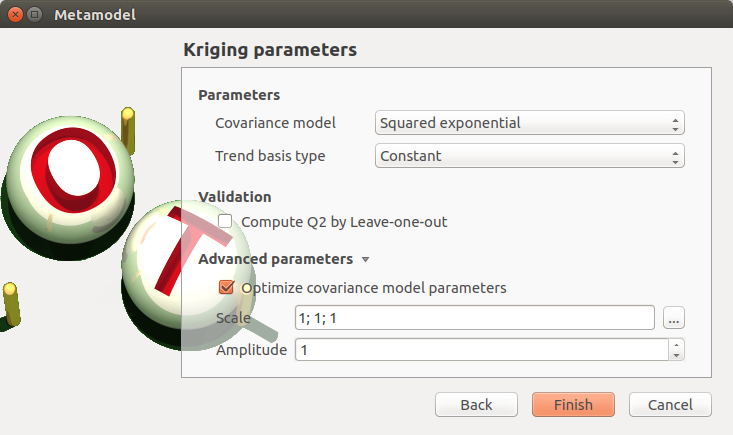 Metamodel
Kriging parameters
Parameters
Covariance model Squared exponential
Trend basis type Constant
Validation
Compute Q2 by Leave-one-out
Advanced parameters
Optimize covariance model parameters
Scale 1; 1; 1 ...
Amplitude 1
Back Finish Cancel
O
T